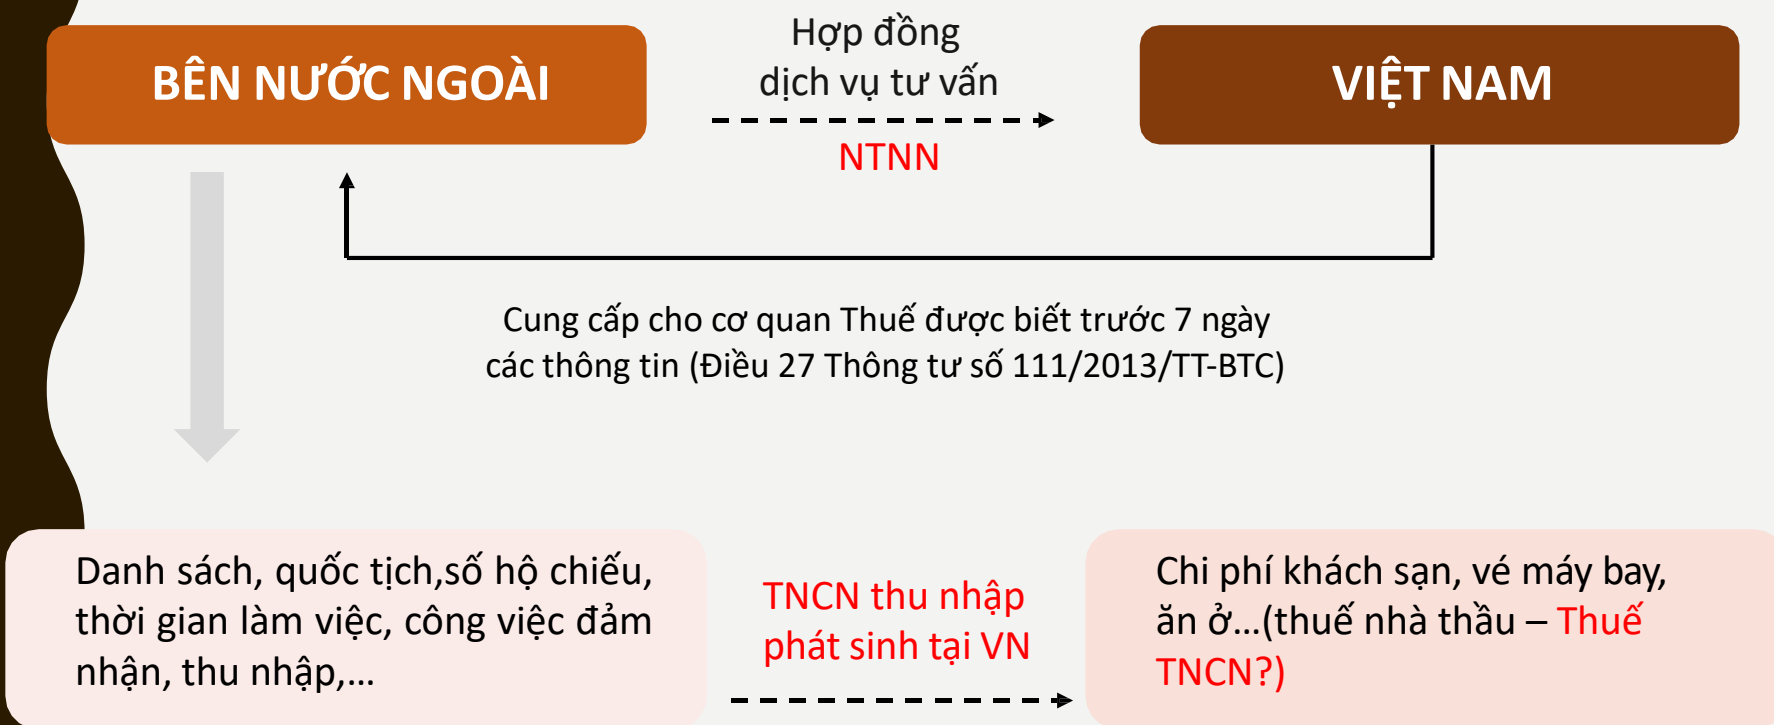 BÊN NƯỚC NGOÀI
Hợp đồng
dịch vụ tư vấn
NTNN
VIỆT NAM
Cung cấp cho cơ quan Thuế được biết trước 7 ngày
các thông tin (Điều 27 Thông tư số 111/2013/TT-BTC)
Danh sách, quốc tịch,số hộ chiếu,
thời gian làm việc, công việc đảm
nhận, thu nhập,...
TNCN thu nhập
phát sinh tại VN
Chi phí khách sạn, vé máy bay,
ăn ở...(thuế nhà thầu – Thuế
TNCN?)